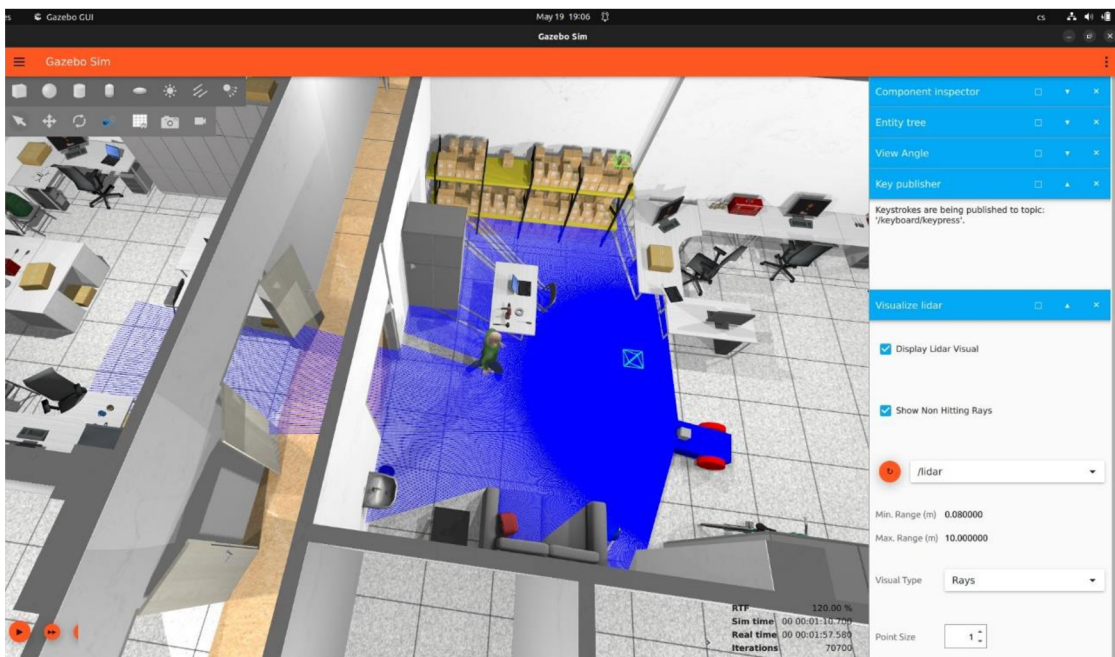 es Gazebo GUI May 19 19:06 cs
Gazebo Sim
Gazebo Sim
Component inspector
Entity tree
View Angle
Key publisher
Keystrokes are being published to topic:
'/keyboard/keypress'.
Visualize lidar
Display Lidar Visual
Show Non Hitting Rays
/lidar
Min. Range (m) 0.080000
Max. Range (m) 10.000000
Visual Type Rays
Point Size 1
RTF 120.00 %
Sim time 00 00:01:10.700
Real time 00 00:01:57.580
Iterations 70700